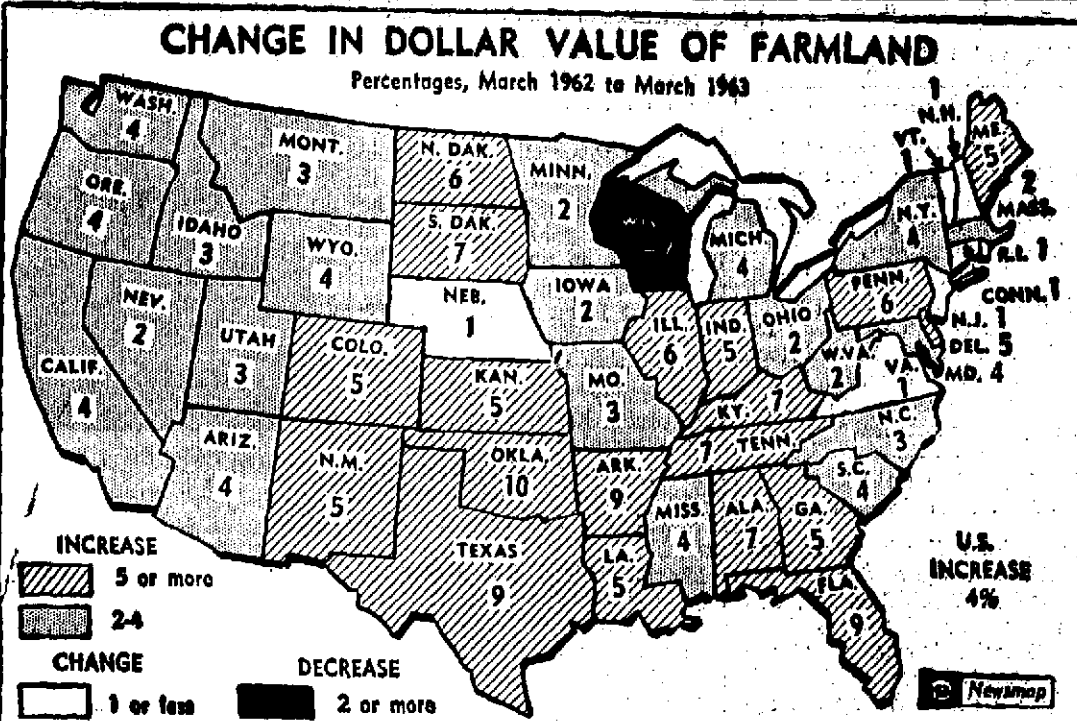 CHANGE IN DOLLAR VALUE OF FARMLAND
Percentages, March 1962 to March 1963
WASH.
4
ORE.
4
CALIF.
4
NEV.
2
IDAHO
3
MONT.
3
WYO.
4
UTAH
3
ARIZ.
4
COLO.
5
N.M.
5
N. DAK.
6
S. DAK.
7
NEB.
1
KAN.
5
OKLA.
10
TEXAS
9
MINN.
2
IOWA
2
MO.
3
ARK.
9
LA.
5
ILL.
6
IND.
5
MICH.
4
OHIO
2
KY. 7
7 TENN.
MISS.
4
ALA.
7
GA.
5
FLA.
9
S.C.
4
N.C.
3
VA.
1
W.VA.
2
PENN.
6
N.Y.
4
VT.
1
1
N.H.
ME.
5
2
MASS.
R.I. 1
CONN. 1
N.J. 1
DEL. 5
MD. 4
U.S.
INCREASE
4%
INCREASE
5 or more
2-4
CHANGE
1 or less
DECREASE
2 or more
Newsmap